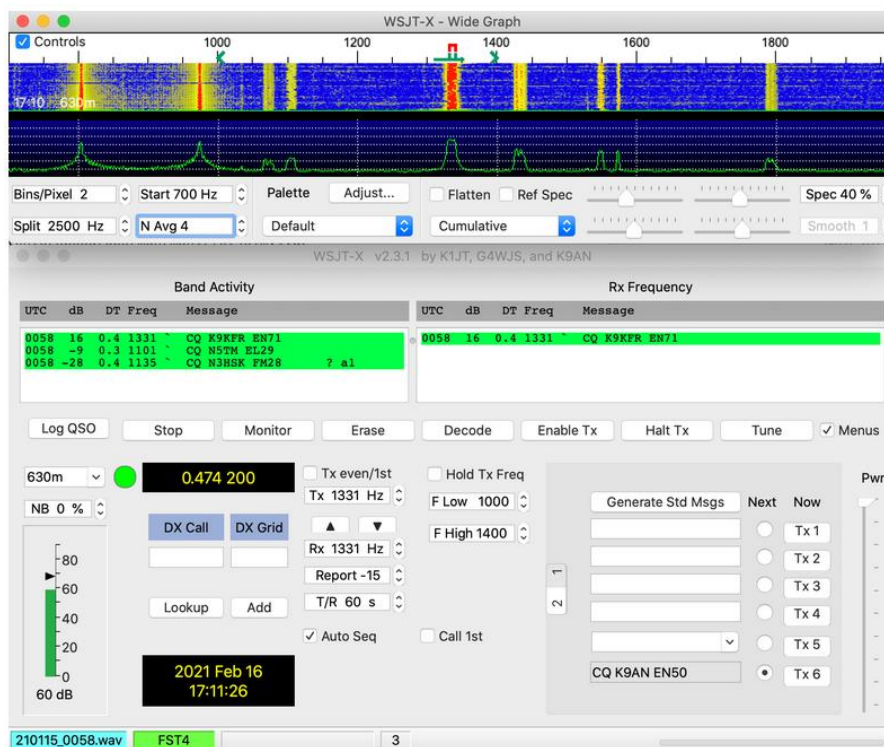 WSJT-X - Wide Graph
Controls 1000 1200 1400 1600 1800
17:10 630m
Bins/Pixel 2 Start 700 Hz Palette Adjust... Flatten Ref Spec Spec 40 %
Split 2500 Hz N Avg 4 Default Cumulative Smooth 1
WSJT-X v2.3.1 by K1JT, G4WJS, and K9AN
Band Activity Rx Frequency
UTC dB DT Freq Message UTC dB DT Freq Message
0058 16 0.4 1331 ` CQ K9KFR EN71 0058 16 0.4 1331 ` CQ K9KFR EN71
0058 -9 0.3 1101 ` CQ N5TM EL29
0058 -28 0.4 1135 ` CQ N3HSK FM28 ? a1
Log QSO Stop Monitor Erase Decode Enable Tx Halt Tx Tune Menus
630m 0.474 200 Tx even/1st Hold Tx Freq Pwr
NB 0 % Tx 1331 Hz F Low 1000 Generate Std Msgs Next Now
DX Call DX Grid F High 1400 Tx 1
80 Rx 1331 Hz Tx 2
60 Report -15 1 Tx 3
40 Lookup Add T/R 60 s 2 Tx 4
20 Auto Seq Call 1st Tx 5
0 2021 Feb 16 CQ K9AN EN50 Tx 6
60 dB 17:11:26
210115_0058.wav FST4 3